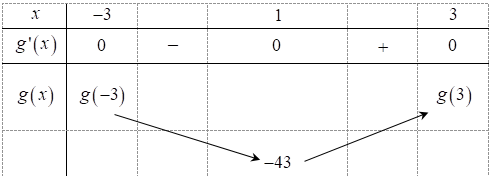 x −3 1 3
g'(x) 0 − 0 + 0
g(x) g(−3) g(3)
−43